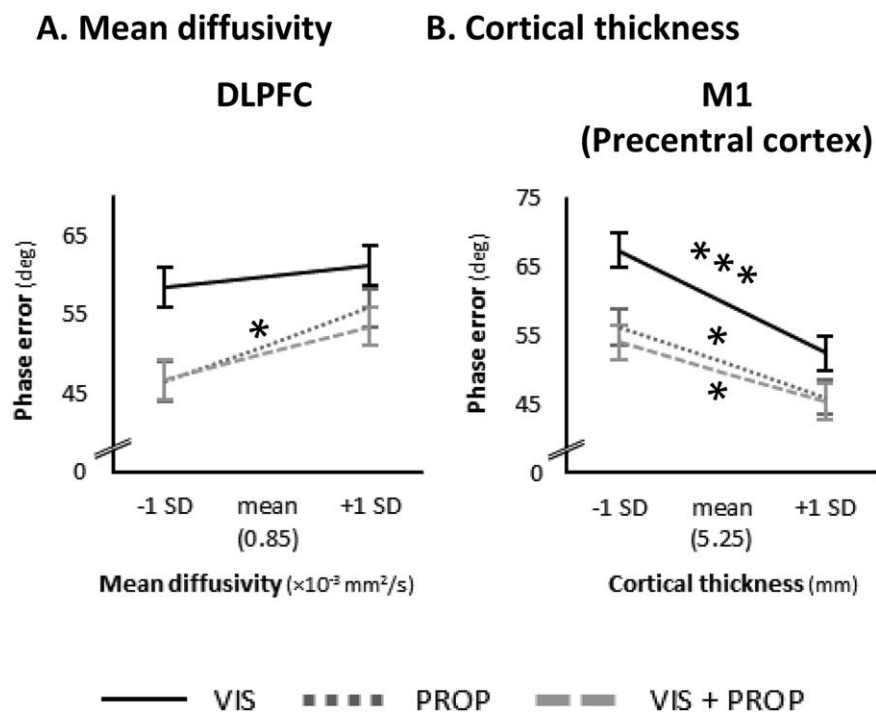 A. Mean diffusivity
DLPFC
Phase error (deg)
65
55
45
0
-1 SD mean +1 SD
(0.85)
Mean diffusivity (×10⁻³ mm²/s)
*
B. Cortical thickness
M1
(Precentral cortex)
Phase error (deg)
75
65
55
45
0
-1 SD mean +1 SD
(5.25)
Cortical thickness (mm)
***
*
*
VIS PROP VIS + PROP